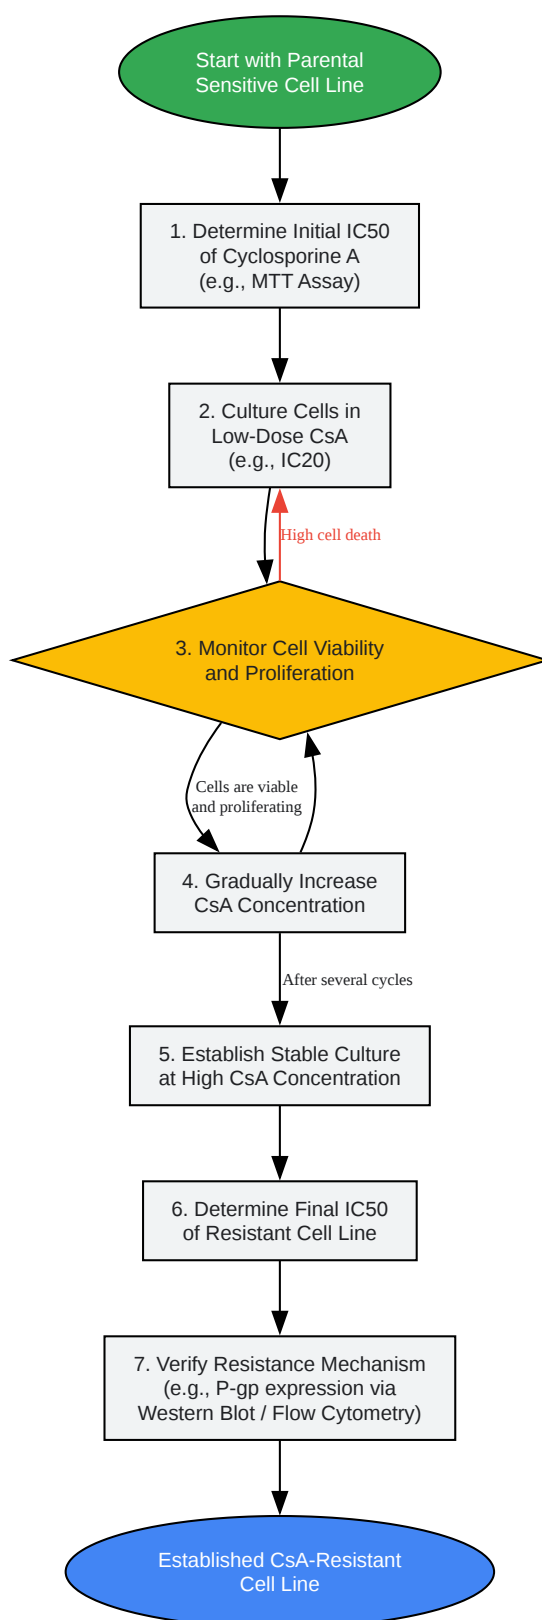 Start with Parental
Sensitive Cell Line
1. Determine Initial IC50
of Cyclosporine A
(e.g., MTT Assay)
2. Culture Cells in
Low-Dose CsA
(e.g., IC20)
High cell death
3. Monitor Cell Viability
and Proliferation
Cells are viable
and proliferating
4. Gradually Increase
CsA Concentration
After several cycles
5. Establish Stable Culture
at High CsA Concentration
6. Determine Final IC50
of Resistant Cell Line
7. Verify Resistance Mechanism
(e.g., P-gp expression via
Western Blot / Flow Cytometry)
Established CsA-Resistant
Cell Line